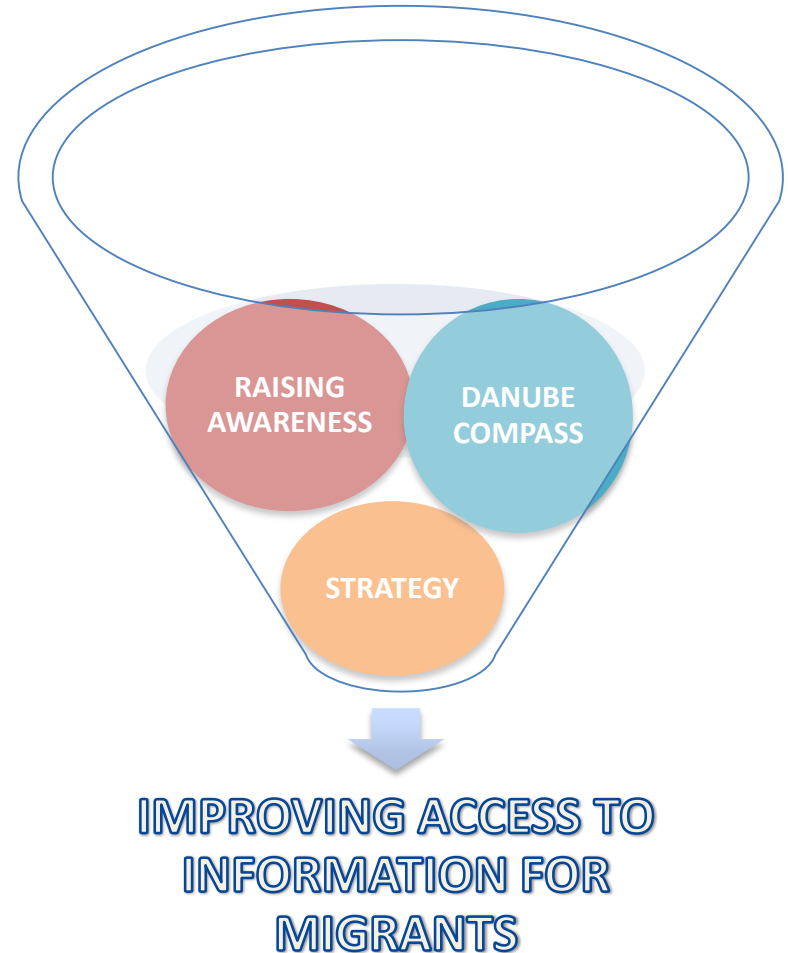 RAISING
AWARENESS
DANUBE
COMPASS
STRATEGY
IMPROVING ACCESS TO
INFORMATION FOR
MIGRANTS